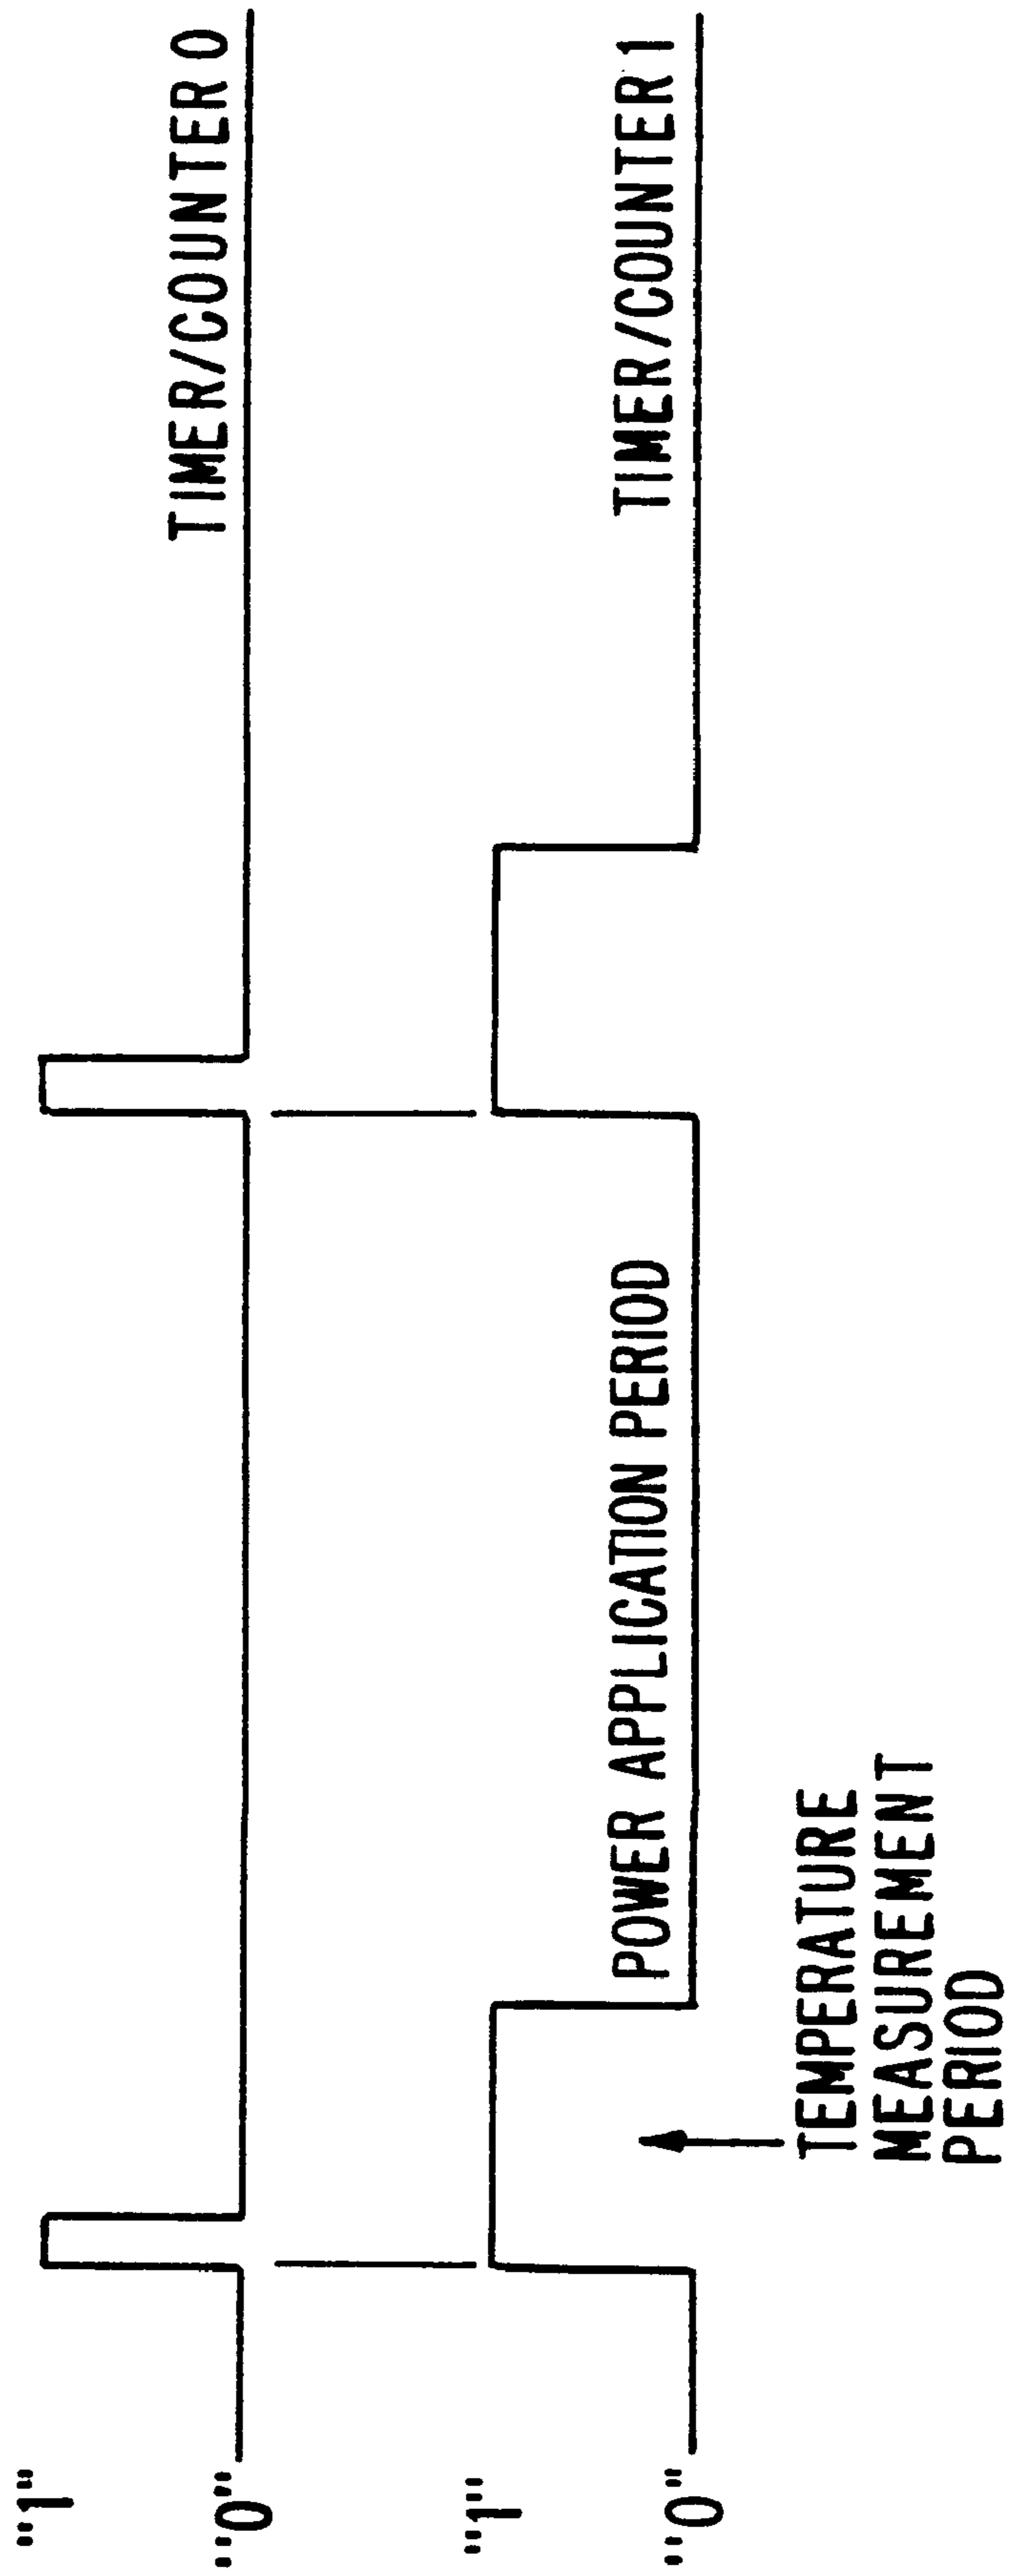 "1"
"0"
TIMER/COUNTER 0
"1"
"0"
POWER APPLICATION PERIOD
TIMER/COUNTER 1
TEMPERATURE
MEASUREMENT
PERIOD